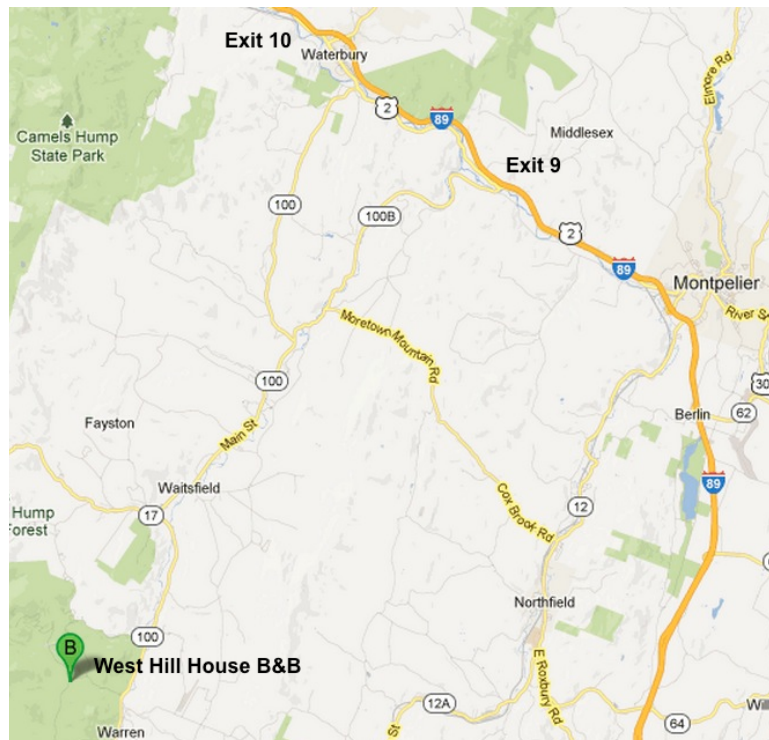 Exit 10
Waterbury
Elmore Rd
2
89
Camels Hump
State Park
Middlesex
Exit 9
100
100B
2
89
Montpelier
River St
Moretown Mountain Rd
100
30
Fayston
Main St
62
Berlin
Waitsfield
89
Hump
Forest
17
Cox Brook Rd
12
Northfield
100
B
West Hill House B&B
E Roxbury Rd
12A
St
64
Warren